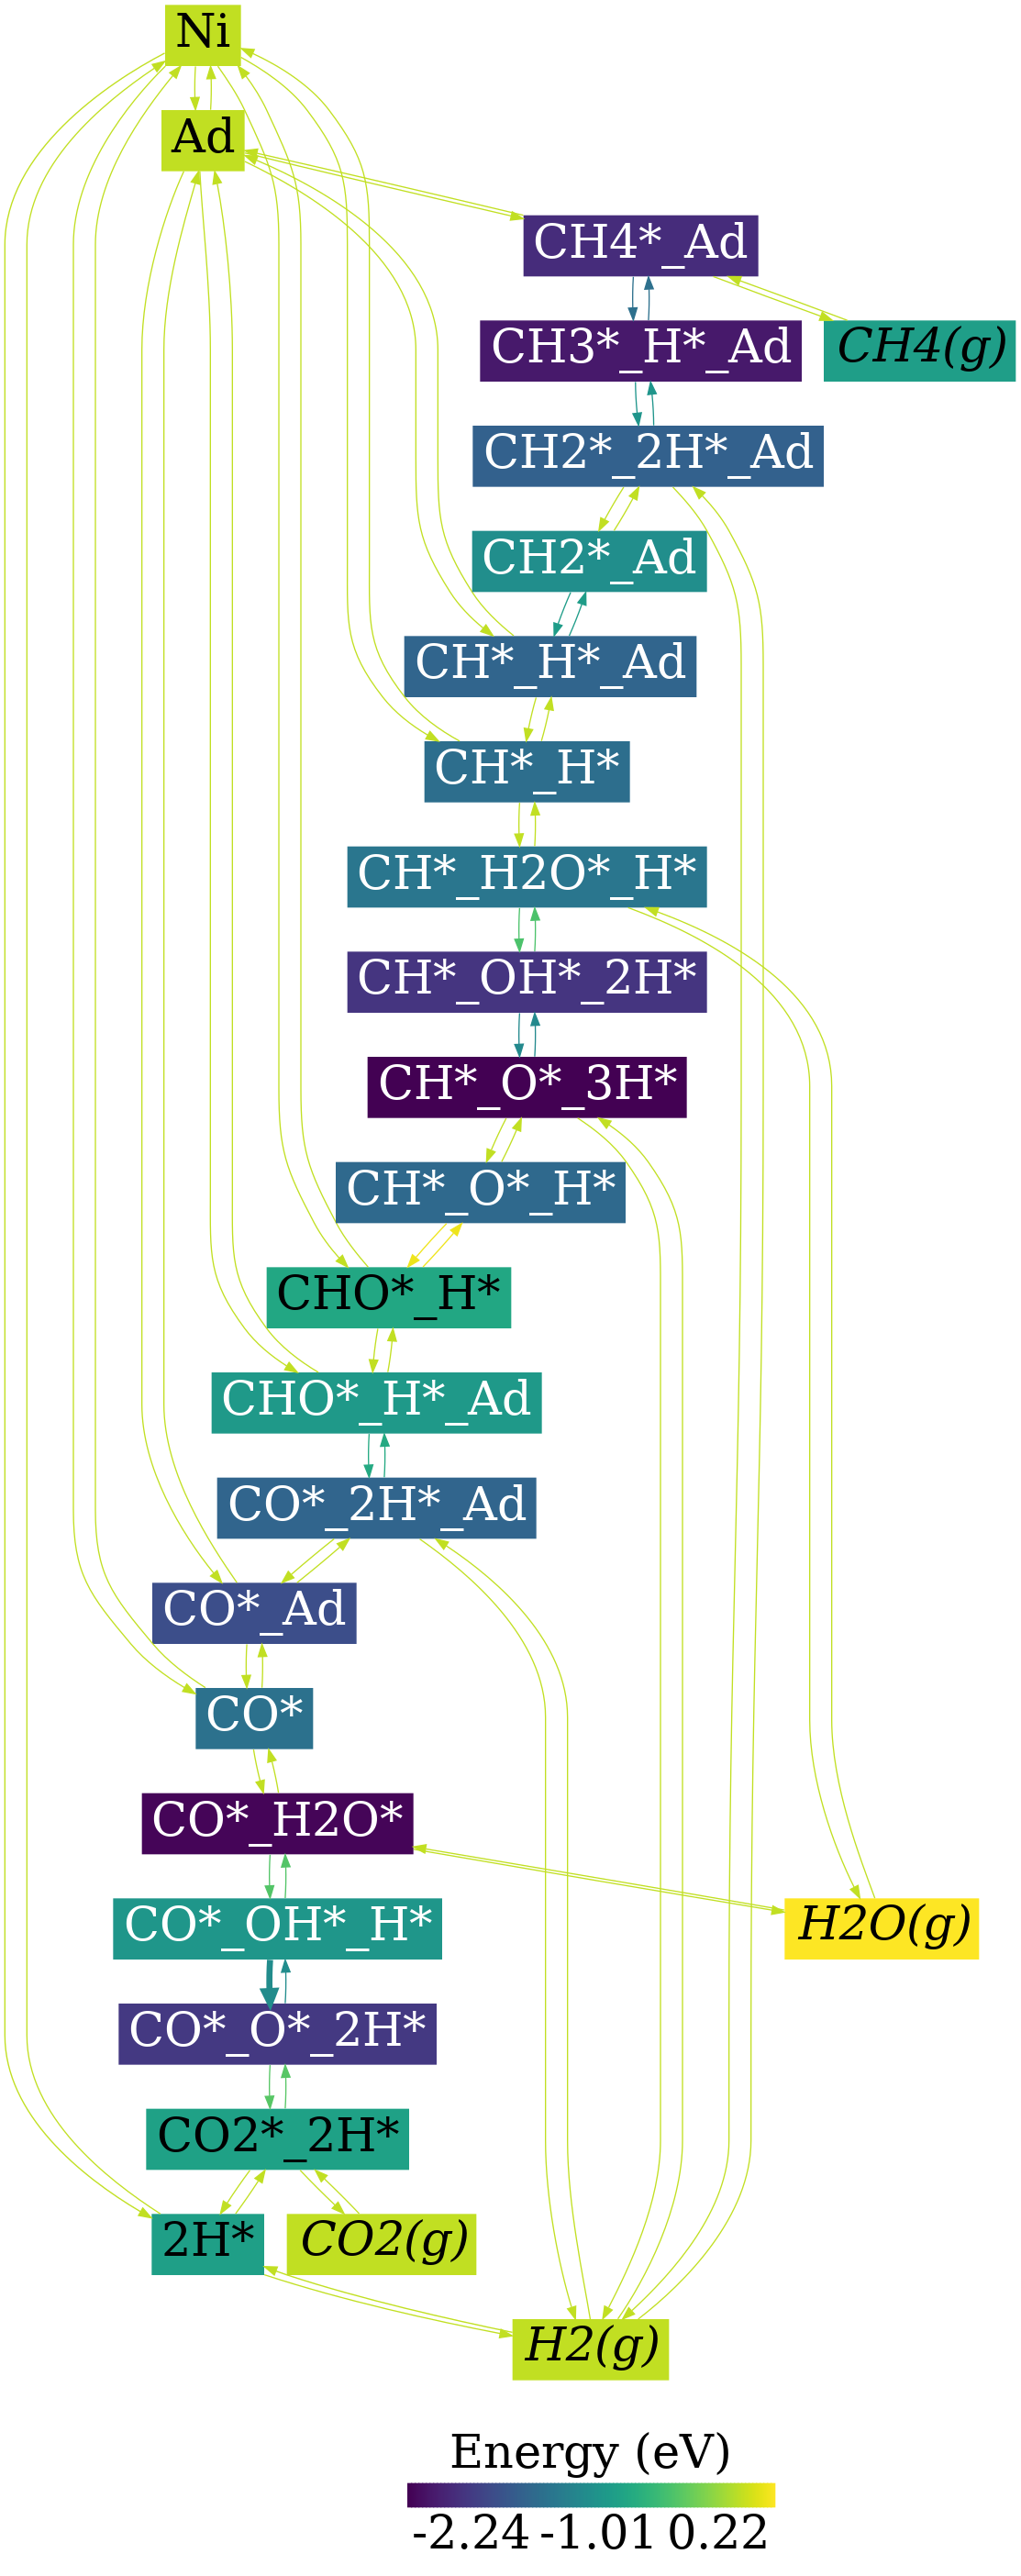 Ni
Ad
CH4*_Ad
CH3*_H*_Ad
CH4(g)
CH2*_2H*_Ad
CH2*_Ad
CH*_H*_Ad
CH*_H*
CH*_H2O*_H*
CH*_OH*_2H*
CH*_O*_3H*
CH*_O*_H*
CHO*_H*
CHO*_H*_Ad
CO*_2H*_Ad
CO*_Ad
CO*
CO*_H2O*
CO*_OH*_H*
H2O(g)
CO*_O*_2H*
CO2*_2H*
2H*
CO2(g)
H2(g)
Energy (eV)
-2.24 -1.01 0.22